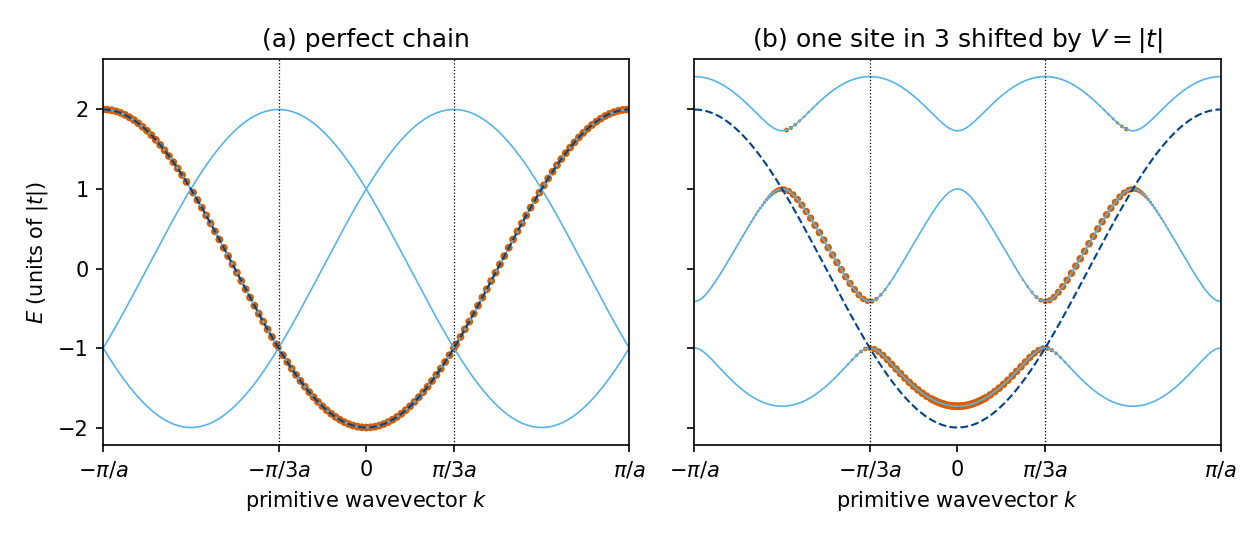 (a) perfect chain
E (units of |t|)
2
1
0
−1
−2
−π/a
−π/3a
0
π/3a
π/a
primitive wavevector k
(b) one site in 3 shifted by V = |t|
−π/a
−π/3a
0
π/3a
π/a
primitive wavevector k